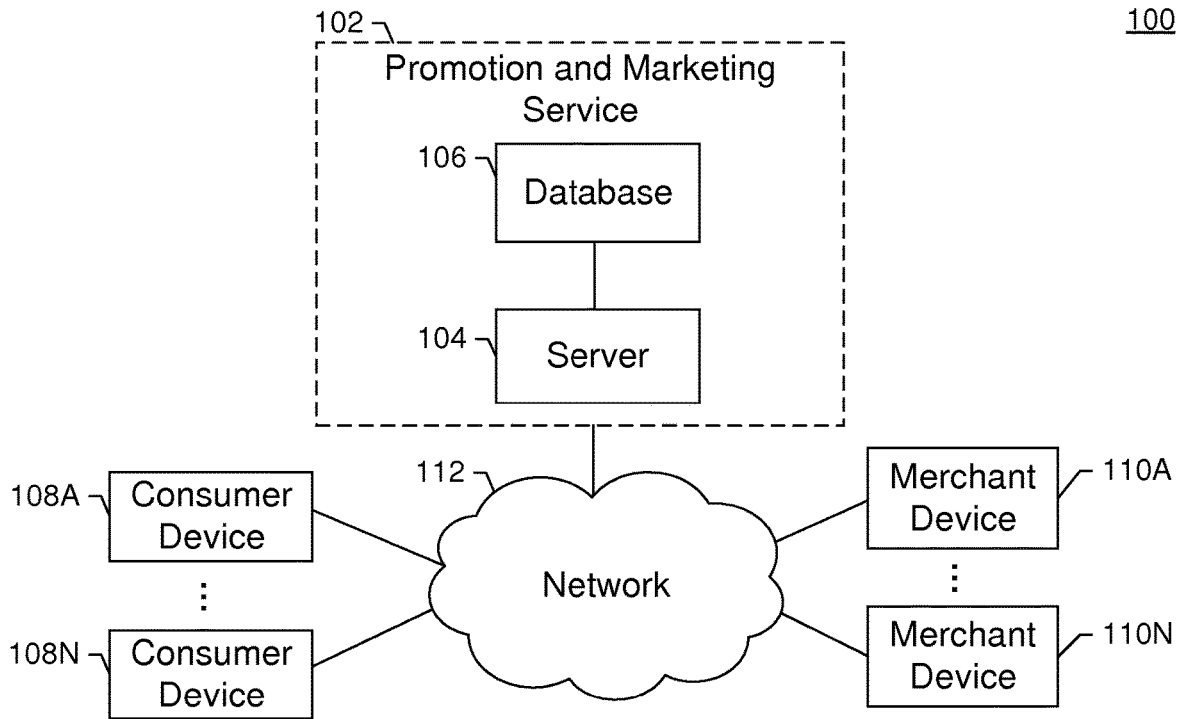 102
100
Promotion and Marketing
Service
106
Database
104
Server
112
108A
Consumer
Device
Merchant
Device
110A
Network
108N
Consumer
Device
Merchant
Device
110N